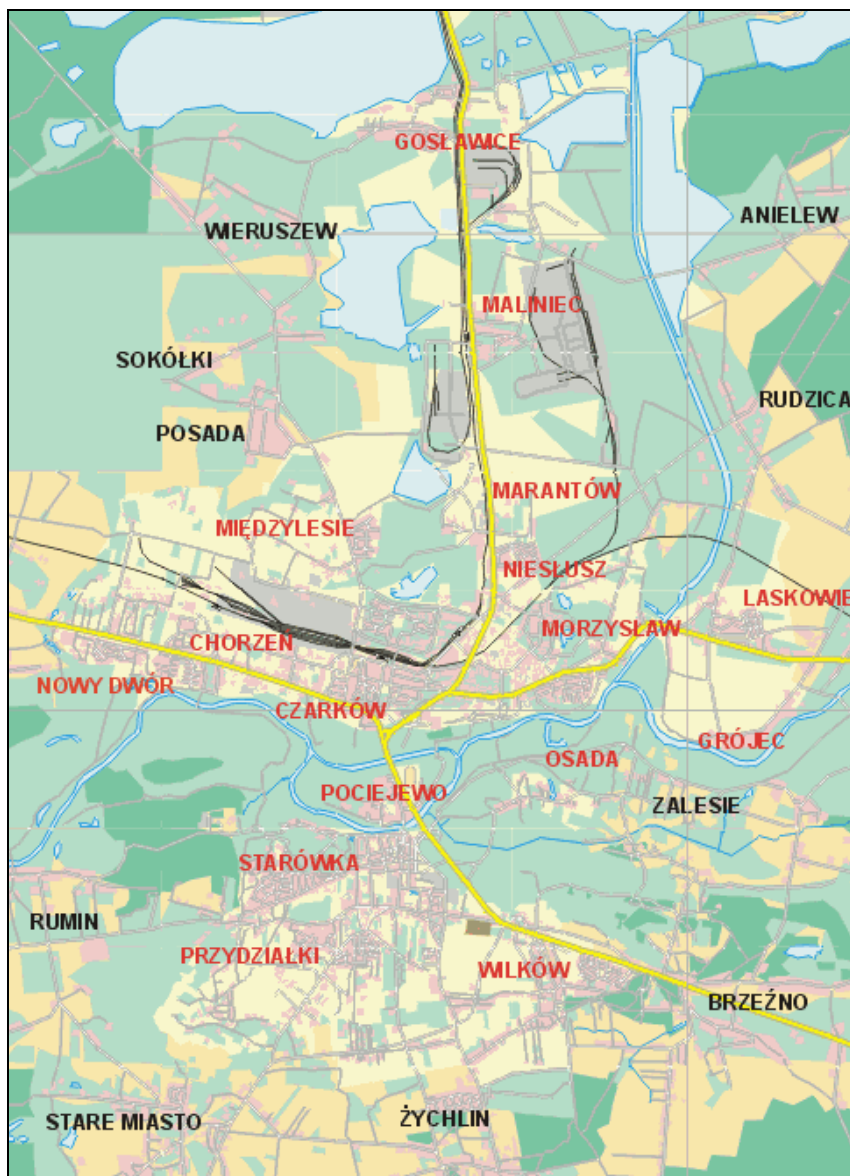 GOSŁAWICE
ANIELEW
WIERUSZEW
MALINIEC
SOKÓŁKI
RUDZICA
POSADA
MARANTÓW
MIĘDZYLESIE
NIESŁUSZ
LASKOWIE
MORZYSŁAW
CHORZEŃ
NOWY DWÓR
CZARKÓW
GRÓJEC
OSADA
POCIEJEWO
ZALESIE
STARÓWKA
RUMIN
PRZYDZIAŁKI
WILKÓW
BRZEŹNO
STARE MIASTO
ŻYCHLIN